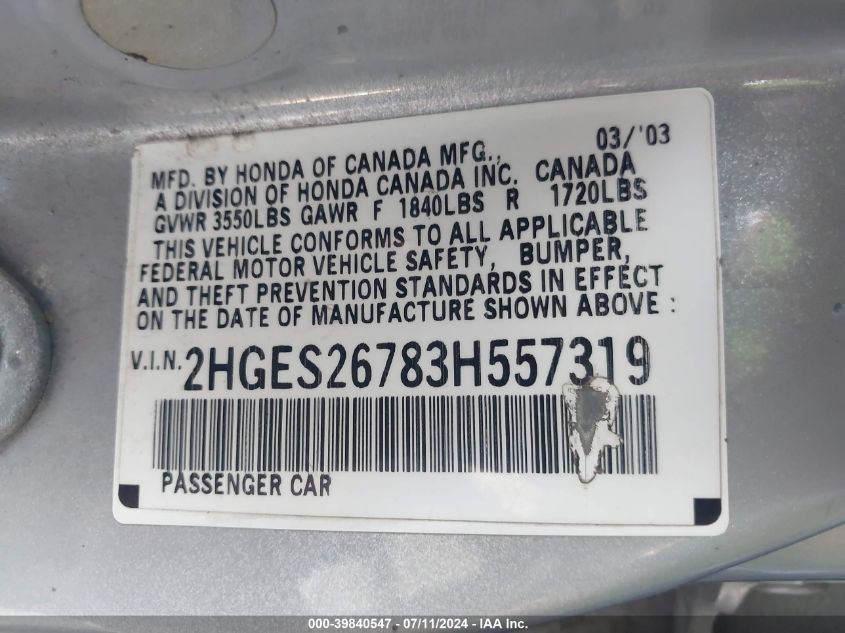 03/'03
MFD. BY HONDA OF CANADA MFG.,
A DIVISION OF HONDA CANADA INC. CANADA
GVWR 3550LBS GAWR F 1840LBS R 1720LBS
THIS VEHICLE CONFORMS TO ALL APPLICABLE
FEDERAL MOTOR VEHICLE SAFETY, BUMPER,
AND THEFT PREVENTION STANDARDS IN EFFECT
ON THE DATE OF MANUFACTURE SHOWN ABOVE :
V.I.N. 2HGES26783H557319
PASSENGER CAR
000-39840547 - 07/11/2024 - IAA Inc.